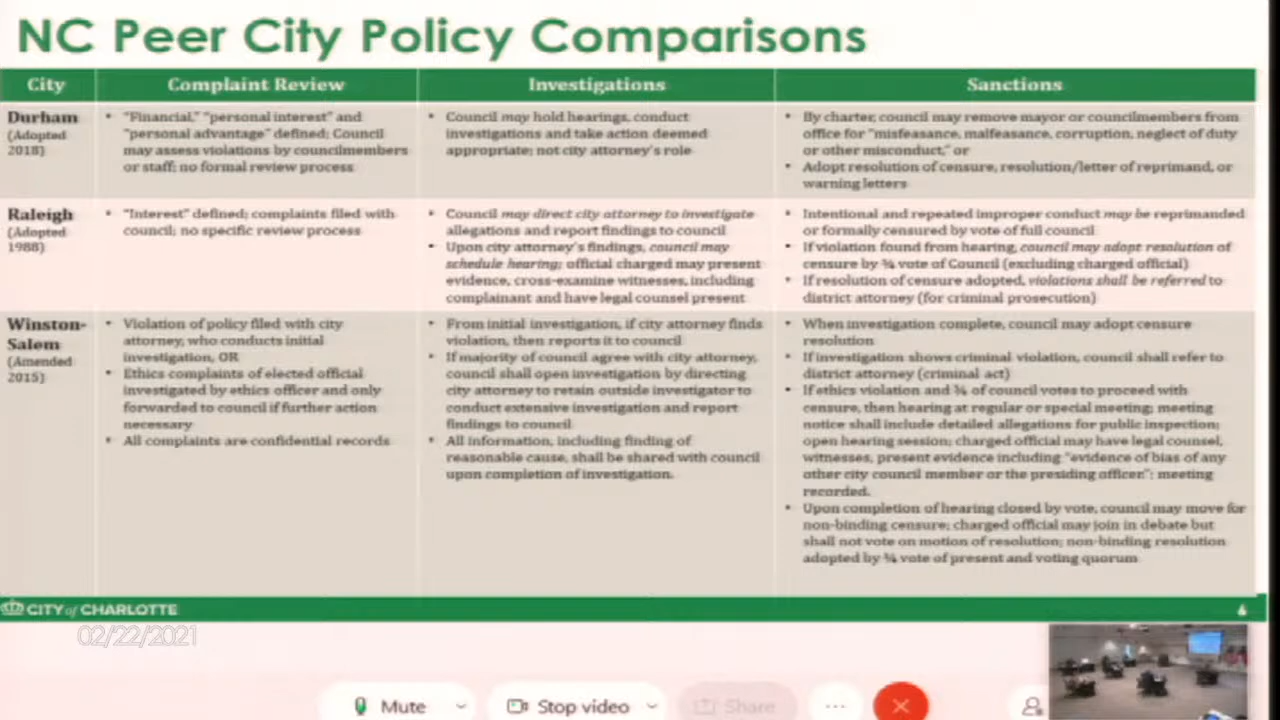 NC Peer City Policy Comparisons
City
Complaint Review
Investigations
Sanctions
Durham
(Adopted
2018)
• "Financial," "personal interest" and
"personal advantage" defined; Council
may assess violations by councilmembers
or staff; no formal review process
• Council may hold hearings, conduct
investigations and take action deemed
appropriate; not city attorney's role
• By charter, council may remove mayor or councilmembers from
office for "misfeasance, malfeasance, corruption, neglect of duty
or other misconduct," or
• Adopt resolution of censure, resolution/letter of reprimand, or
warning letters
Raleigh
(Adopted
1988)
• "Interest" defined; complaints filed with
council; no specific review process
• Council may direct city attorney to investigate
allegations and report findings to council
• Upon city attorney's findings, council may
schedule hearing; official charged may present
evidence, cross-examine witnesses, including
complainant and have legal counsel present
• Intentional and repeated improper conduct may be reprimanded
or formally censured by vote of full council
• If violation found from hearing, council may adopt resolution of
censure by vote of Council (excluding charged official)
• If resolution of censure adopted, violations shall be referred to
district attorney (for criminal prosecution)
Winston-
Salem
(Amended
2015)
• Violation of policy filed with city
attorney, who conducts initial
investigation, OR
• Ethics complaints of elected official
investigated by ethics officer and only
forwarded to council if further action
necessary
• All complaints are confidential records
• From initial investigation, if city attorney finds
violation, then reports it to council
• If majority of council agree with city attorney,
council shall open investigation by directing
city attorney to retain outside investigator to
conduct extensive investigation and report
findings to council
• All information, including finding of
reasonable cause, shall be shared with council
upon completion of investigation.
• When investigation complete, council may adopt censure
resolution
• If investigation shows criminal violation, council shall refer to
district attorney (criminal act)
• If ethics violation and of council votes to proceed with
censure, then hearing at regular or special meeting; meeting
notice shall include detailed allegations for public inspection;
open hearing session; charged official may have legal counsel,
witnesses, present evidence including "evidence of bias of any
other city council member or the presiding officer"; meeting
recorded.
• Upon completion of hearing closed by vote, council may move for
non-binding censure; charged official may join in debate but
shall not vote on motion of resolution; non-binding resolution
adopted by vote of present and voting quorum
CITY of CHARLOTTE
02/22/2021
Mute
Stop video
Share